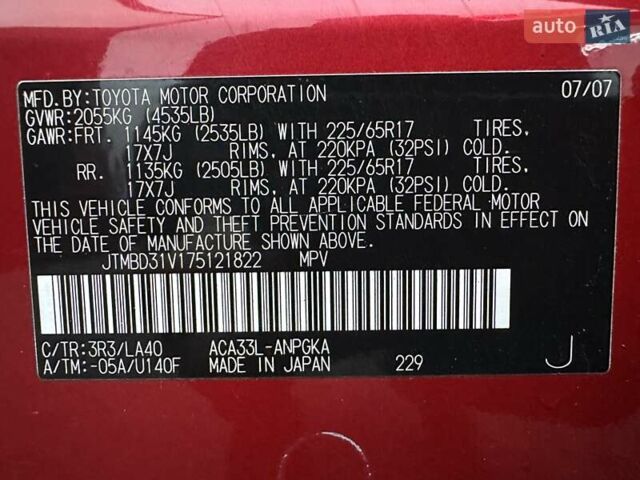 auto RIA
MFD.BY:TOYOTA MOTOR CORPORATION 07/07
GVWR:2055KG (4535LB)
GAWR:FRT. 1145KG (2535LB) WITH 225/65R17 TIRES.
17X7J RIMS. AT 220KPA (32PSI) COLD.
RR. 1135KG (2505LB) WITH 225/65R17 TIRES.
17X7J RIMS. AT 220KPA (32PSI) COLD.
THIS VEHICLE CONFORMS TO ALL APPLICABLE FEDERAL MOTOR
VEHICLE SAFETY AND THEFT PREVENTION STANDARDS IN EFFECT ON
THE DATE OF MANUFACTURE SHOWN ABOVE.
JTMBD31V175121822 MPV
C/TR:3R3/LA40 ACA33L-ANPGKA
A/TM:-05A/U140F MADE IN JAPAN 229 J